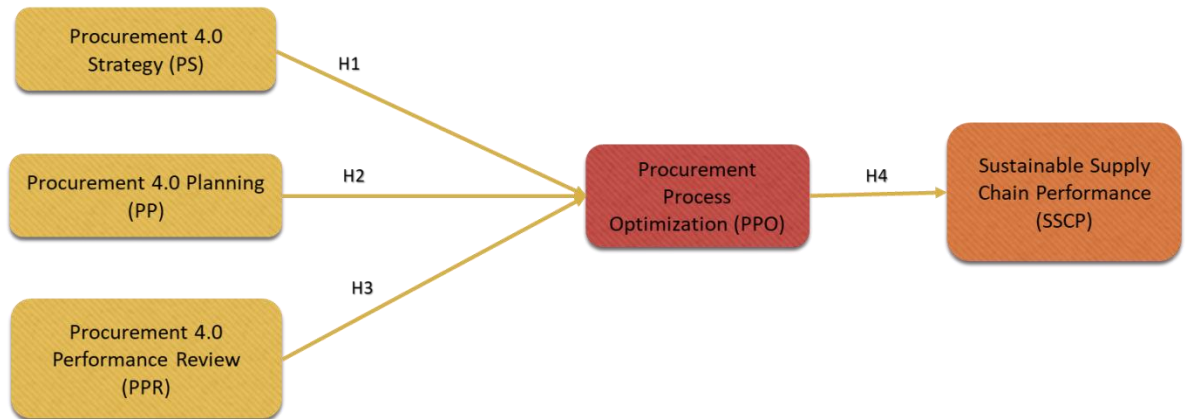 Procurement 4.0
Strategy (PS)
H1
Procurement 4.0 Planning
(PP)
H2
Procurement 4.0
Performance Review
(PPR)
H3
Procurement
Process
Optimization (PPO)
H4
Sustainable Supply
Chain Performance
(SSCP)